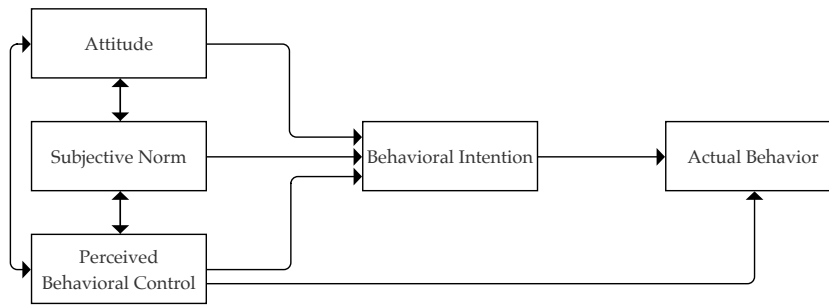 Attitude
Subjective Norm
Behavioral Intention
Actual Behavior
Perceived
Behavioral Control